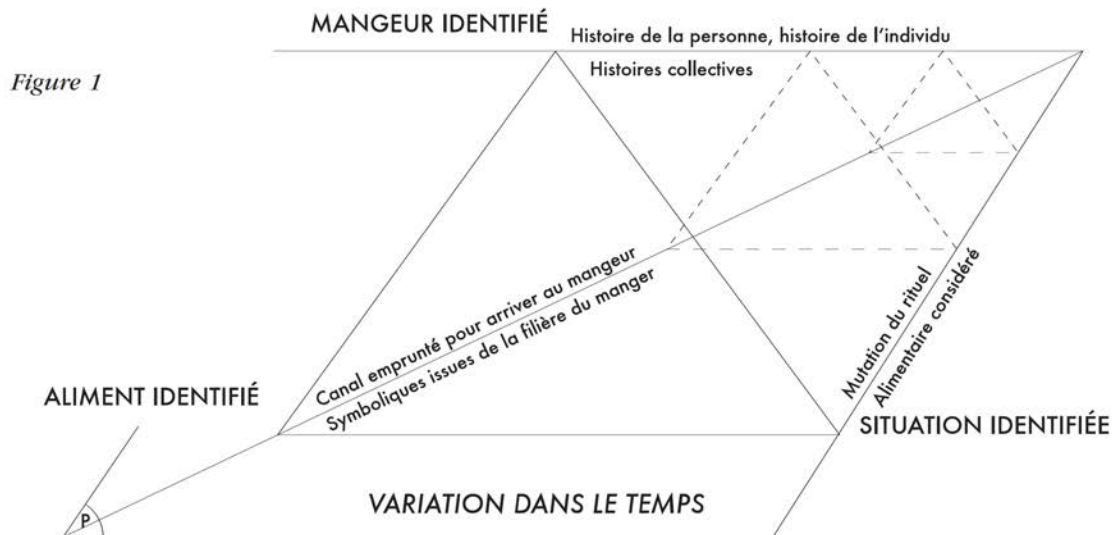 MANGEUR IDENTIFIÉ
Histoire de la personne, histoire de l'individu
Histoires collectives
Figure 1
Canal emprunté pour arriver au mangeur
Symboliques issues de la filière du manger
Mutation du rituel
Alimentaire considéré
ALIMENT IDENTIFIÉ
SITUATION IDENTIFIÉE
VARIATION DANS LE TEMPS
P